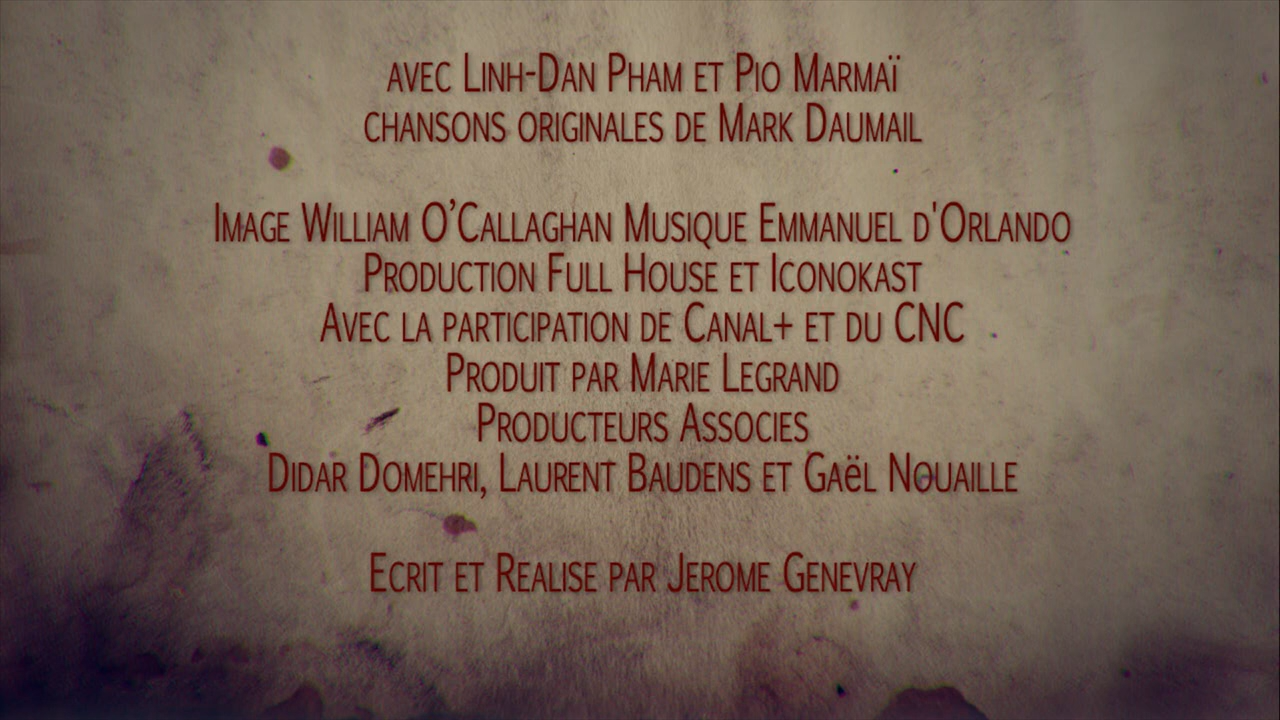 avec Linh-Dan Pham et Pio Marmaï
chansons originales de Mark Daumail
Image William O’Callaghan Musique Emmanuel d'Orlando
Production Full House et Iconokast
Avec la participation de Canal+ et du CNC
Produit par Marie Legrand
Producteurs Associes
Didar Domehri, Laurent Baudens et Gaël Nouaille
Ecrit et Realise par Jerome Genevray